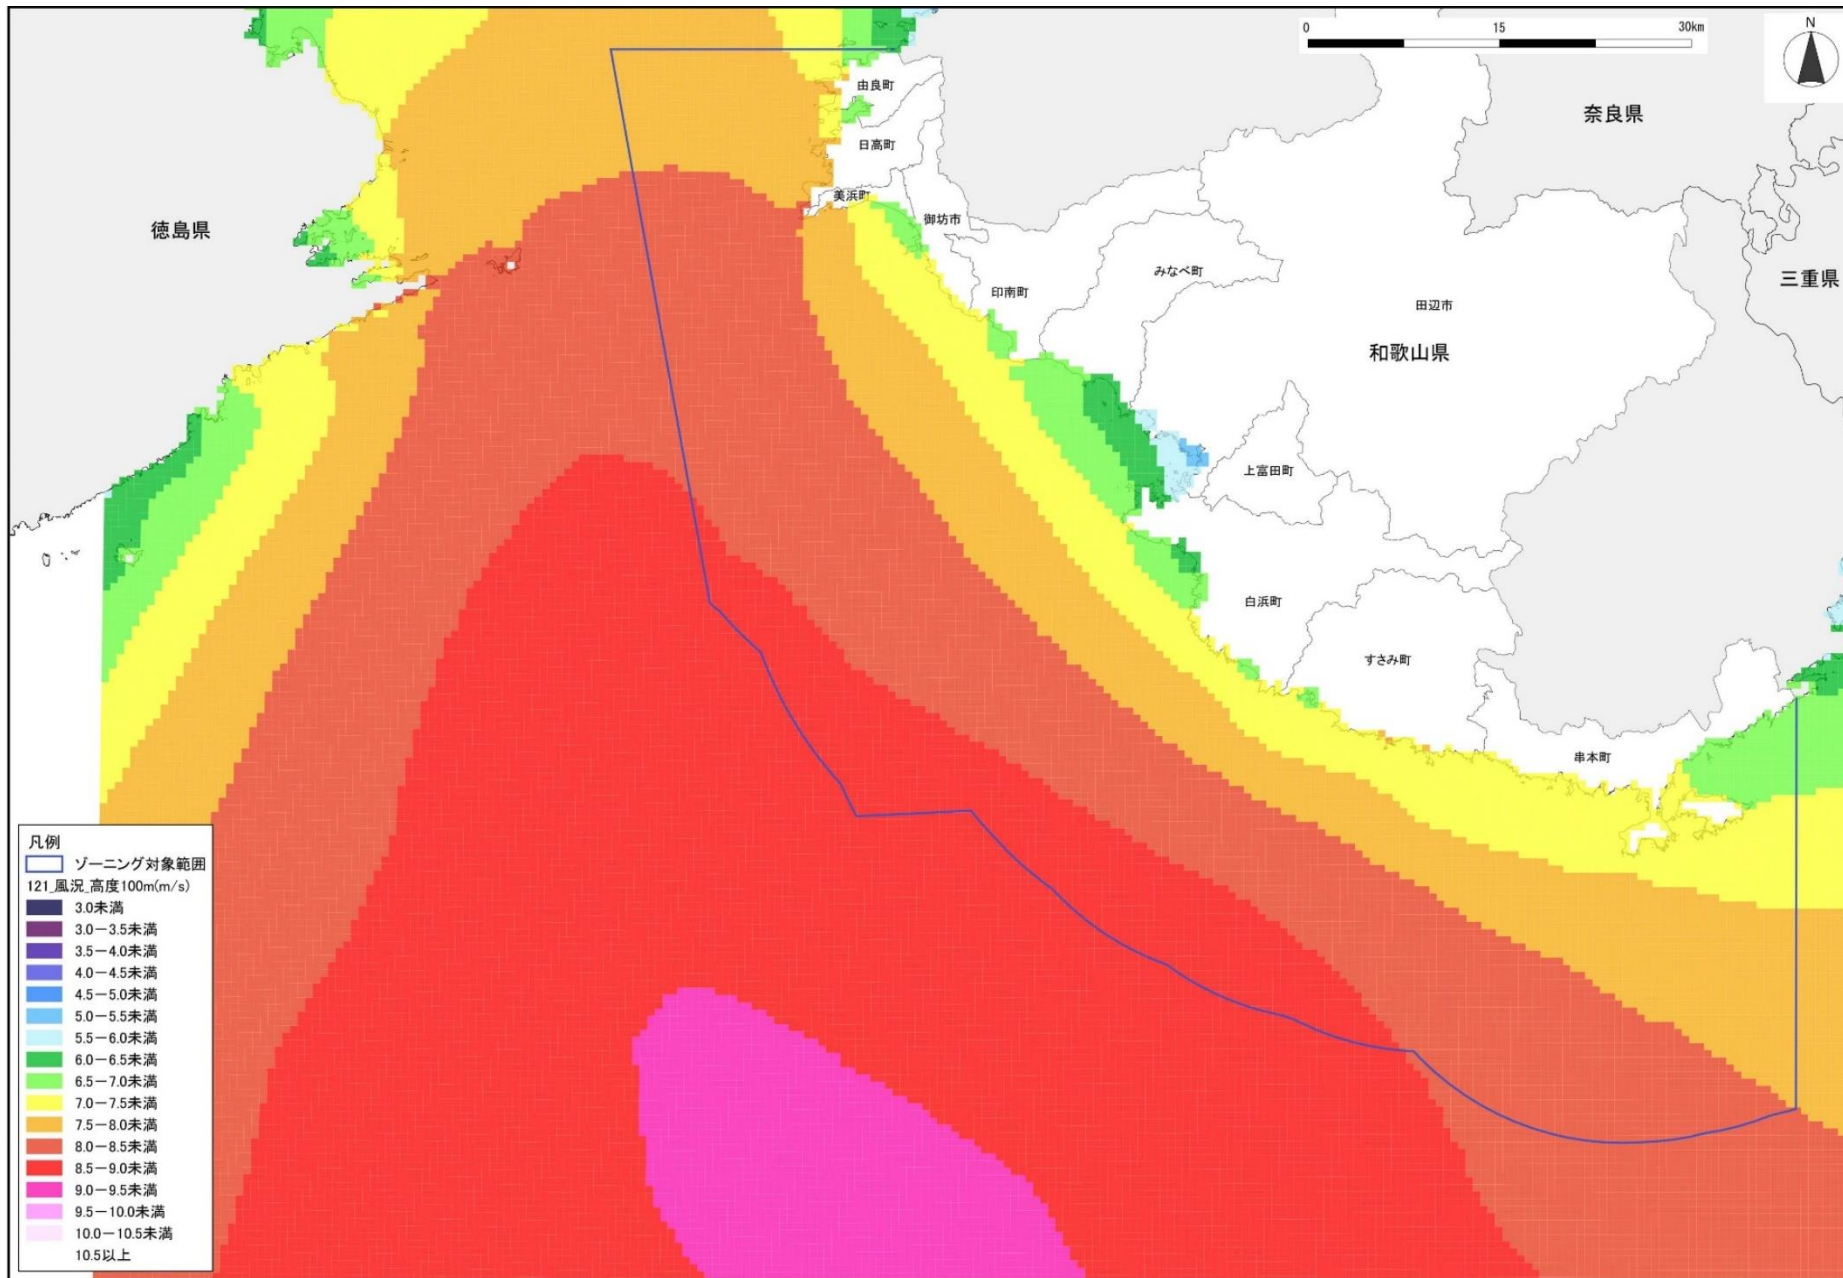 0 15 30km
N
由良町
奈良県
日高町
美浜町
御坊市
徳島県
みなべ町
三重県
印南町
田辺市
和歌山県
上富田町
白浜町
すさみ町
串本町
凡例
ゾーニング対象範囲
121_風況_高度100m(m/s)
3.0未満
3.0－3.5未満
3.5－4.0未満
4.0－4.5未満
4.5－5.0未満
5.0－5.5未満
5.5－6.0未満
6.0－6.5未満
6.5－7.0未満
7.0－7.5未満
7.5－8.0未満
8.0－8.5未満
8.5－9.0未満
9.0－9.5未満
9.5－10.0未満
10.0－10.5未満
10.5以上